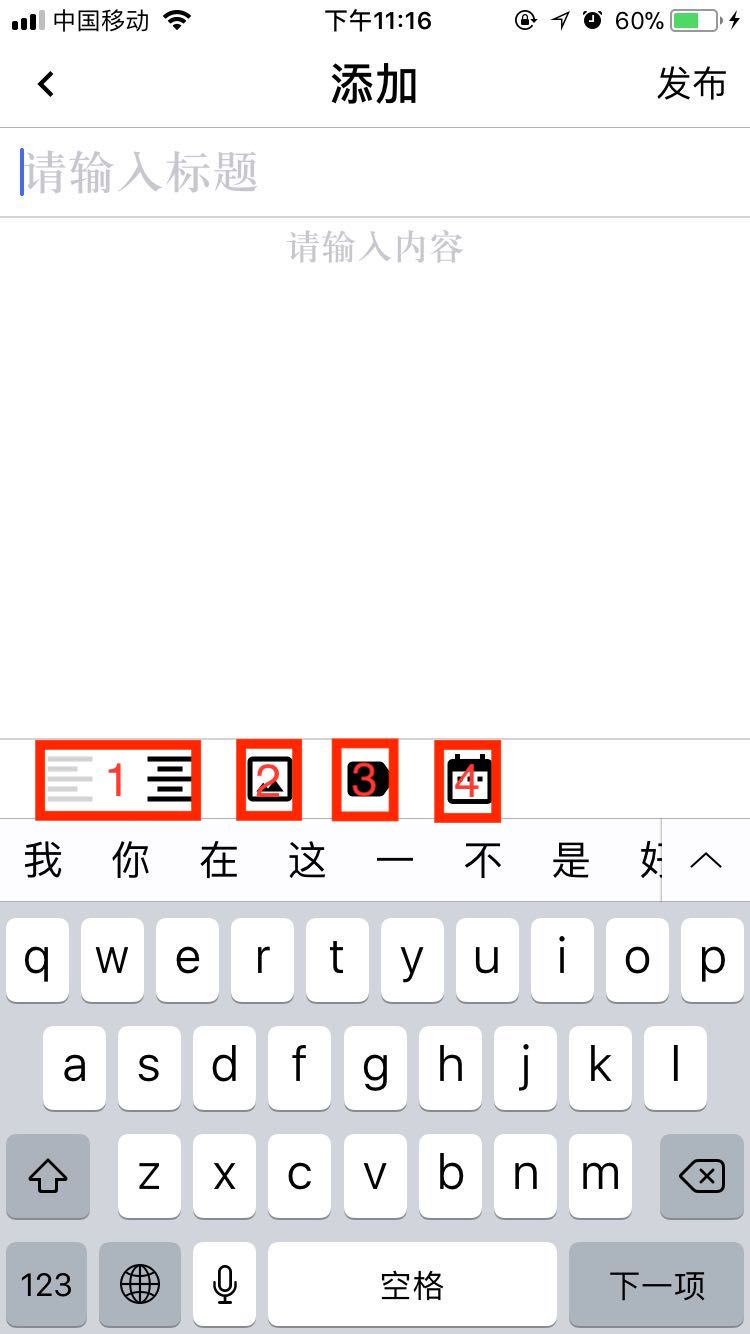 中国移动 下午11:16 60%
添加 发布
请输入标题
请输入内容
1 2 3 4
我 你 在 这 一 不 是 好
q w e r t y u i o p
a s d f g h j k l
z x c v b n m
123 空格 下一项